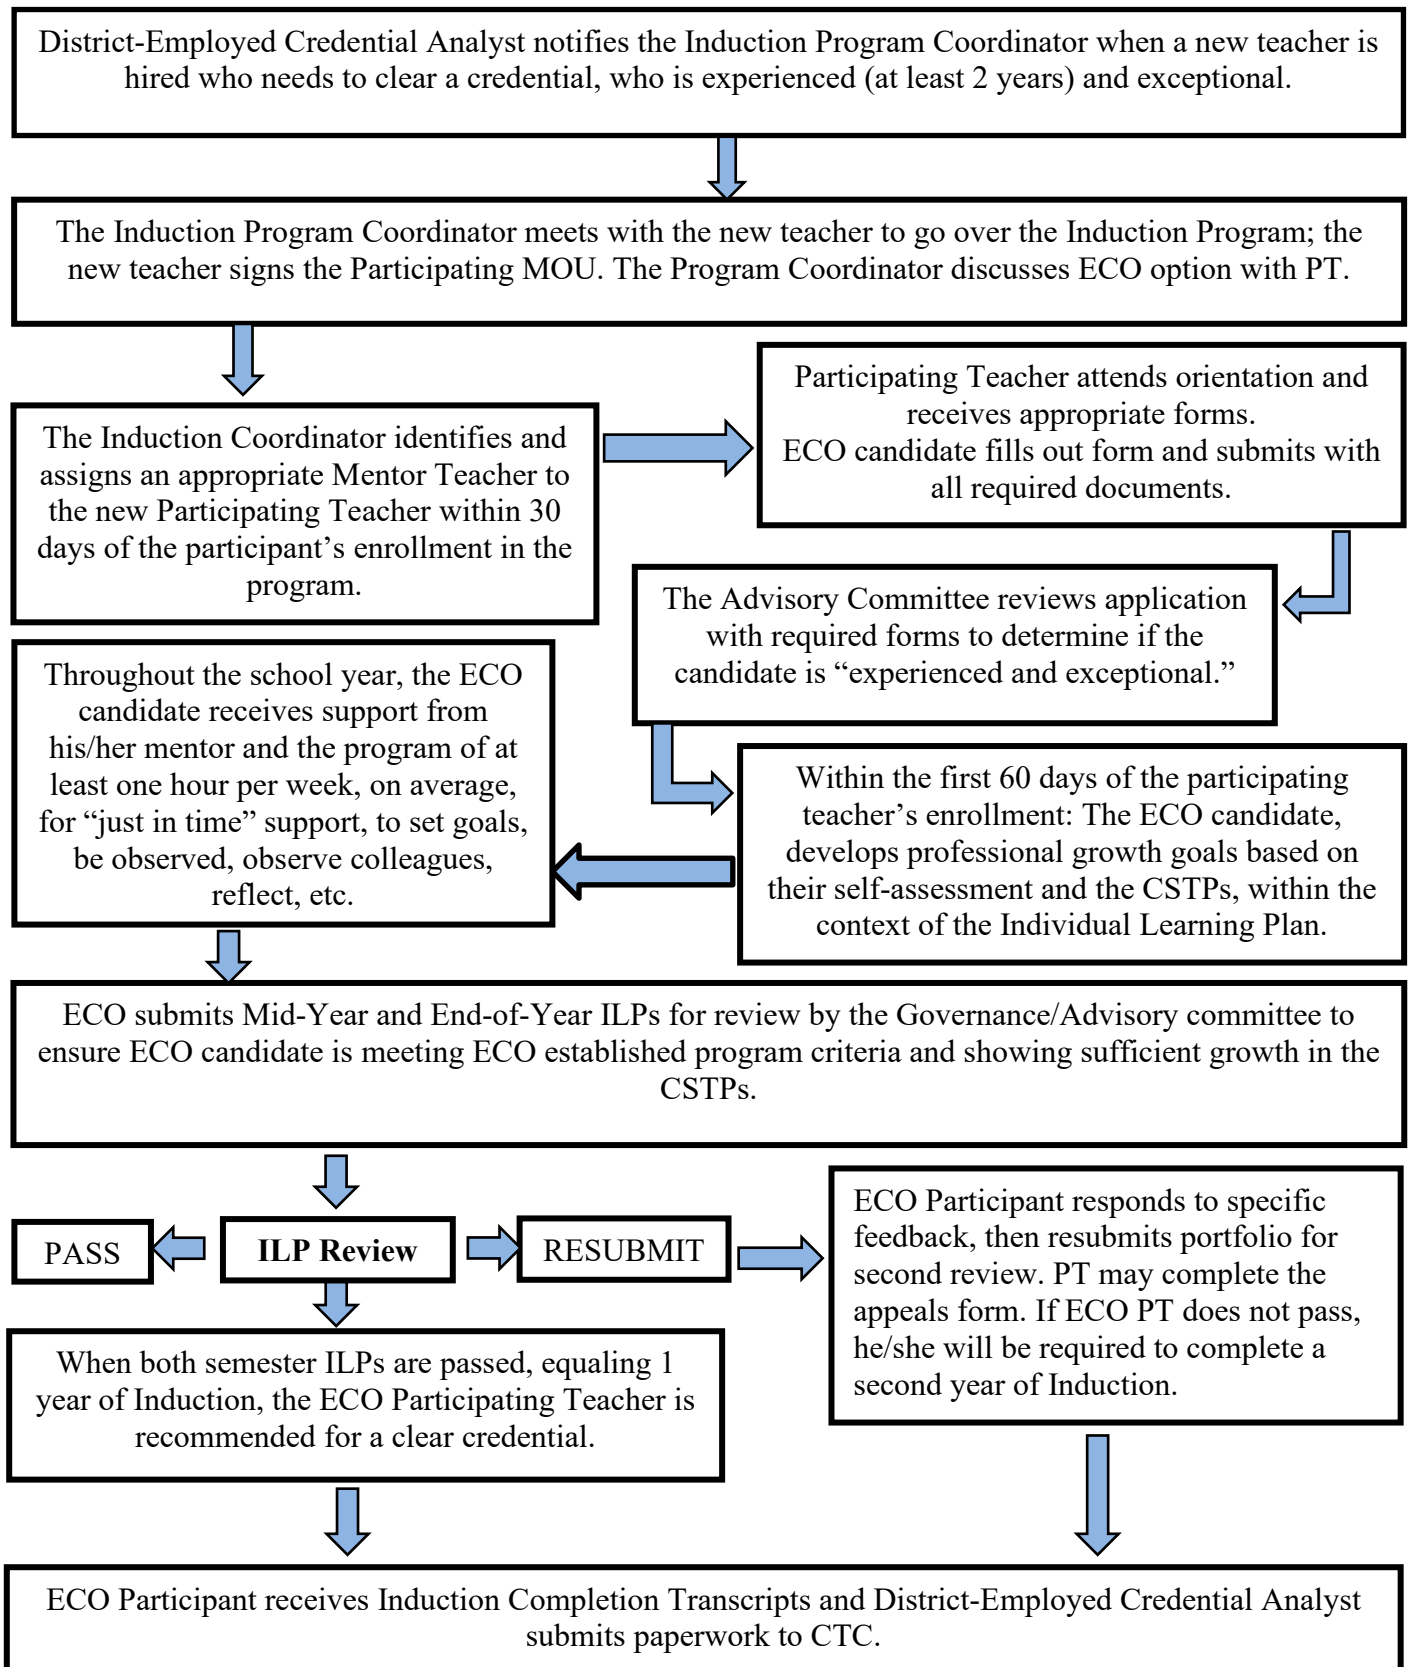 District-Employed Credential Analyst notifies the Induction Program Coordinator when a new teacher is
hired who needs to clear a credential, who is experienced (at least 2 years) and exceptional.
The Induction Program Coordinator meets with the new teacher to go over the Induction Program; the
new teacher signs the Participating MOU. The Program Coordinator discusses ECO option with PT.
The Induction Coordinator identifies and
assigns an appropriate Mentor Teacher to
the new Participating Teacher within 30
days of the participant’s enrollment in the
program.
Participating Teacher attends orientation and
receives appropriate forms.
ECO candidate fills out form and submits with
all required documents.
The Advisory Committee reviews application
with required forms to determine if the
candidate is “experienced and exceptional.”
Within the first 60 days of the participating
teacher’s enrollment: The ECO candidate,
develops professional growth goals based on
their self-assessment and the CSTPs, within the
context of the Individual Learning Plan.
Throughout the school year, the ECO
candidate receives support from
his/her mentor and the program of at
least one hour per week, on average,
for “just in time” support, to set goals,
be observed, observe colleagues,
reflect, etc.
ECO submits Mid-Year and End-of-Year ILPs for review by the Governance/Advisory committee to
ensure ECO candidate is meeting ECO established program criteria and showing sufficient growth in the
CSTPs.
PASS
ILP Review
RESUBMIT
ECO Participant responds to specific
feedback, then resubmits portfolio for
second review. PT may complete the
appeals form. If ECO PT does not pass,
he/she will be required to complete a
second year of Induction.
When both semester ILPs are passed, equaling 1
year of Induction, the ECO Participating Teacher is
recommended for a clear credential.
ECO Participant receives Induction Completion Transcripts and District-Employed Credential Analyst
submits paperwork to CTC.